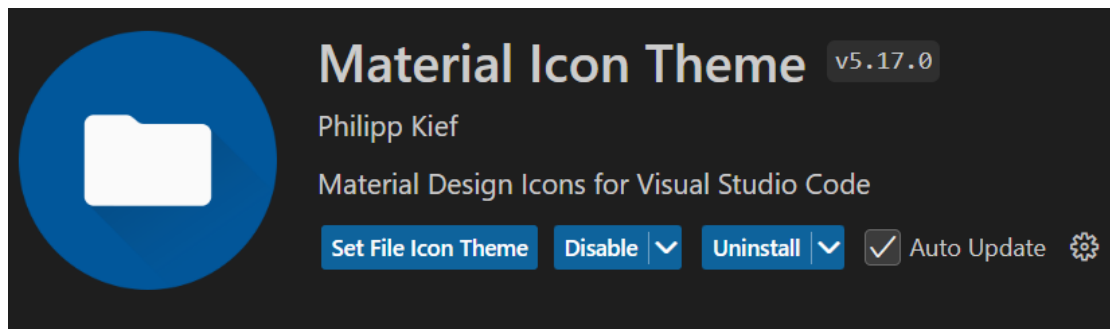 Material Icon Theme v5.17.0
Philipp Kief
Material Design Icons for Visual Studio Code
Set File Icon Theme Disable Uninstall Auto Update